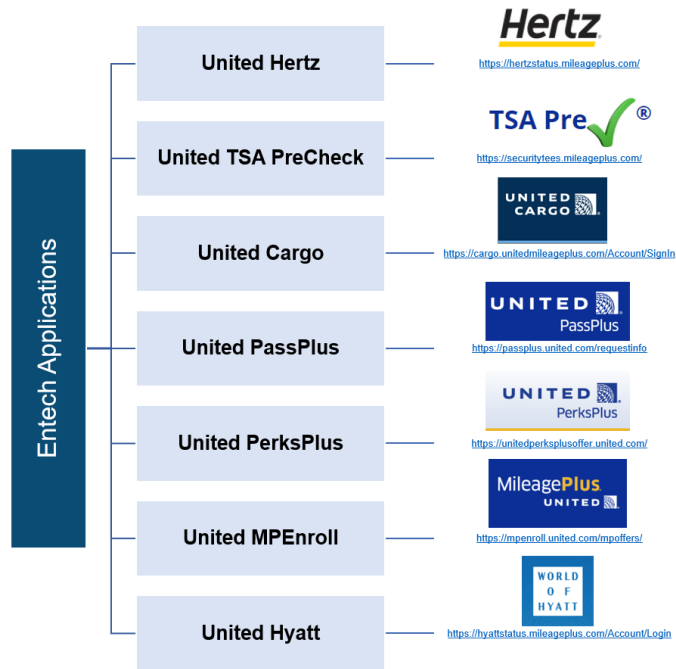 Entech Applications
United Hertz
Hertz
https://hertzstatus.mileageplus.com/
United TSA PreCheck
TSA Pre ®
https://securityfees.mileageplus.com/
United Cargo
UNITED
CARGO
https://cargo.unitedmileageplus.com/Account/SignIn
United PassPlus
UNITED
PassPlus
https://passplus.united.com/requestinfo
United PerksPlus
UNITED
PerksPlus
https://unitedperksplusoffer.united.com/
United MPEnroll
MileagePlus
UNITED
https://mpenroll.united.com/mpoffers/
United Hyatt
WORLD
OF
HYATT
https://hyattstatus.mileageplus.com/Account/Login